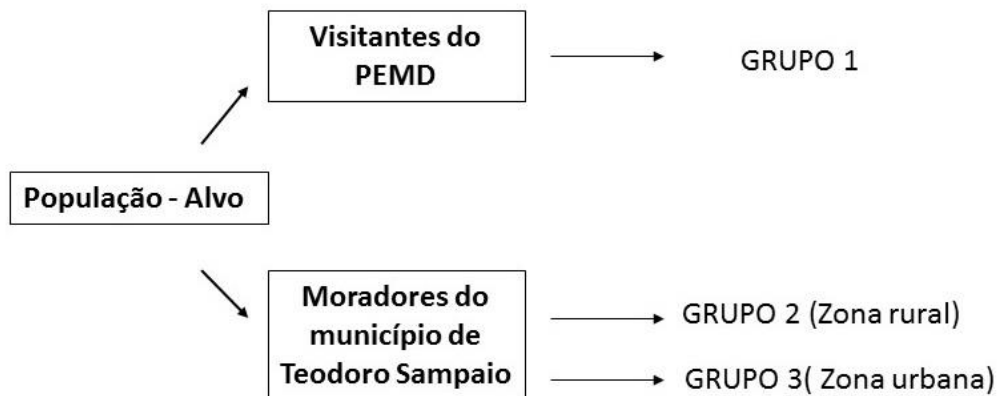 Visitantes do
PEMD
GRUPO 1
População - Alvo
Moradores do
município de
Teodoro Sampaio
GRUPO 2 (Zona rural)
GRUPO 3( Zona urbana)